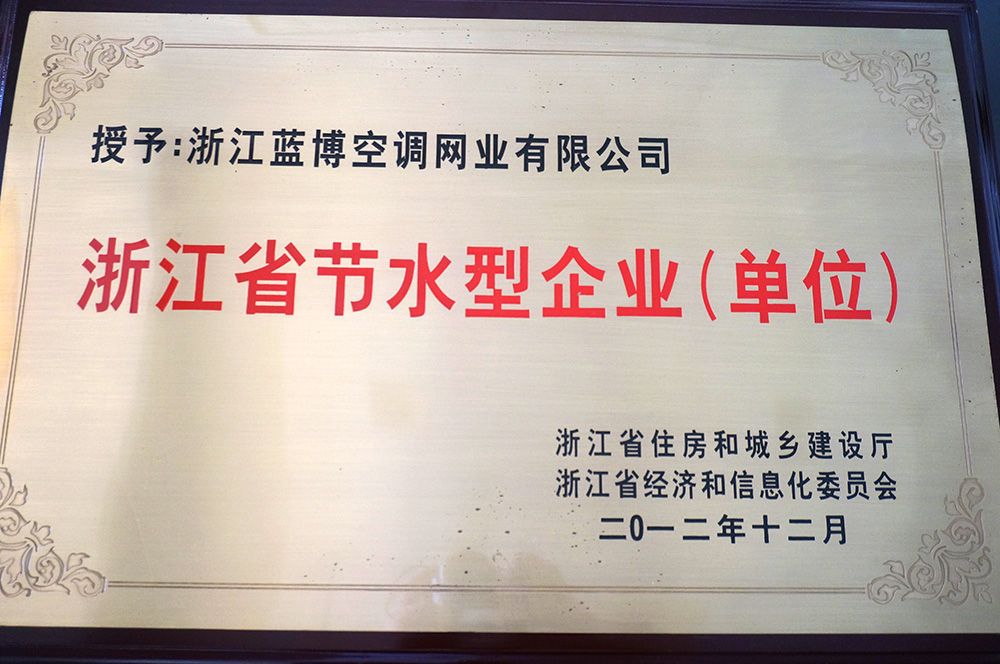 授予:浙江蓝博空调网业有限公司
浙江省节水型企业(单位)
浙江省住房和城乡建设厅
浙江省经济和信息化委员会
二0一二年十二月